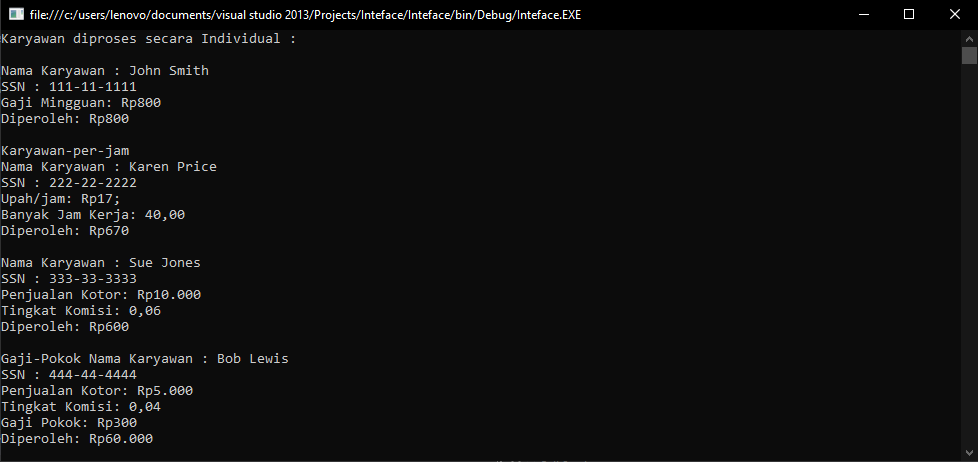 file:///c:/users/lenovo/documents/visual studio 2013/Projects/Inteface/Inteface/bin/Debug/Inteface.EXE
Karyawan diproses secara Individual :
Nama Karyawan : John Smith
SSN : 111-11-1111
Gaji Mingguan: Rp800
Diperoleh: Rp800
Karyawan-per-jam
Nama Karyawan : Karen Price
SSN : 222-22-2222
Upah/jam: Rp17;
Banyak Jam Kerja: 40,00
Diperoleh: Rp670
Nama Karyawan : Sue Jones
SSN : 333-33-3333
Penjualan Kotor: Rp10.000
Tingkat Komisi: 0,06
Diperoleh: Rp600
Gaji-Pokok Nama Karyawan : Bob Lewis
SSN : 444-44-4444
Penjualan Kotor: Rp5.000
Tingkat Komisi: 0,04
Gaji Pokok: Rp300
Diperoleh: Rp60.000